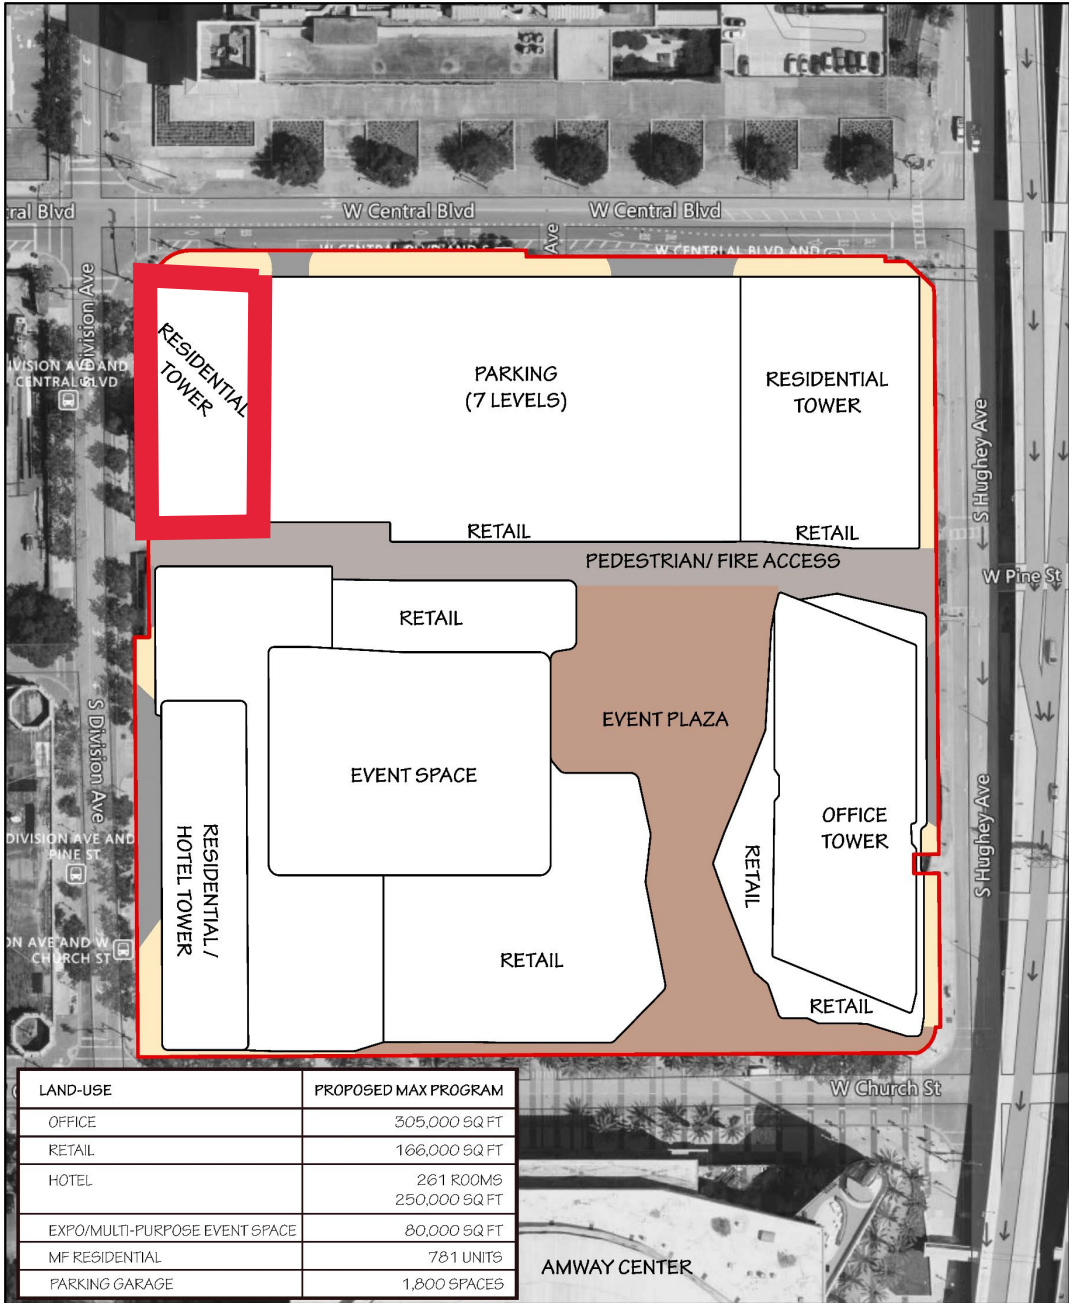 ral Blvd
W Central Blvd
W Central Blvd
Ave
W CENTRLAL BLVD AND
S Division Ave
IVISION AVE AND
CENTRAL BLVD
RESIDENTIAL
TOWER
PARKING
(7 LEVELS)
RESIDENTIAL
TOWER
S Hughey Ave
RETAIL
RETAIL
PEDESTRIAN/ FIRE ACCESS
W Pine St
RETAIL
EVENT PLAZA
S Division Ave
EVENT SPACE
OFFICE
TOWER
S Hughey Ave
DIVISION AVE AND
PINE ST
RESIDENTIAL /
HOTEL TOWER
RETAIL
ON AVE AND W
CHURCH ST
RETAIL
RETAIL
W Church St
LAND-USE PROPOSED MAX PROGRAM
OFFICE 305,000 SQ FT
RETAIL 166,000 SQ FT
HOTEL 261 ROOMS
250,000 SQ FT
EXPO/MULTI-PURPOSE EVENT SPACE 80,000 SQ FT
MF RESIDENTIAL 781 UNITS
PARKING GARAGE 1,800 SPACES
AMWAY CENTER